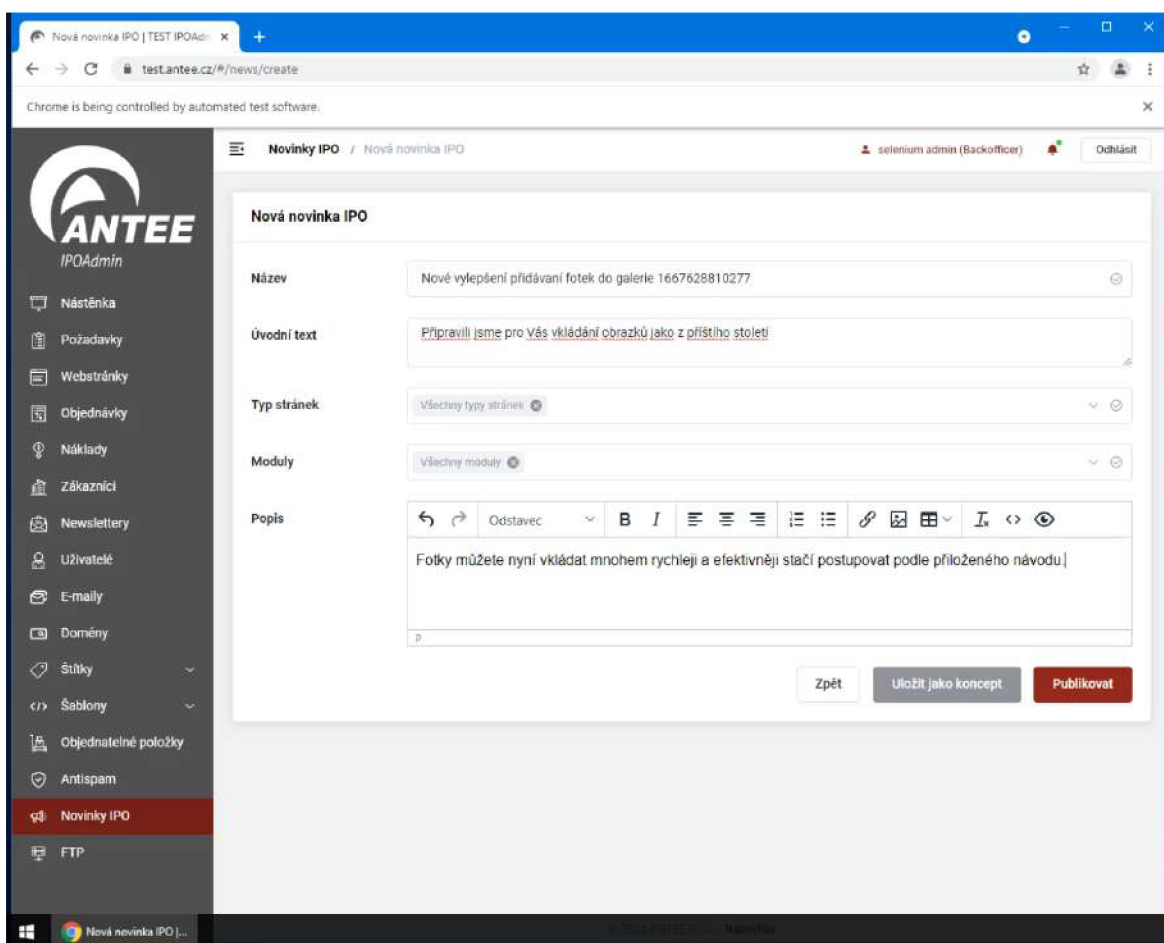 Nová novinka IPO | TEST IPOAdm
test.antee.cz/#/news/create
Chrome is being controlled by automated test software.
ANTEE
IPOAdmin
Novinky IPO / Nová novinka IPO
selenium admin (Backofficer)
Odhlásit
Nástěnka
Požadavky
Webstránky
Objednávky
Náklady
Zákazníci
Newslettery
Uživatelé
E-maily
Domény
Štítky
Šablony
Objednatelné položky
Antispam
Novinky IPO
FTP
Nová novinka IPO
Název
Nové vylepšení přidávaní fotek do galerie 1667628810277
Úvodní text
Připravili jsme pro Vás vkládání obrazků jako z příštího století
Typ stránek
Všechny typy stránek
Moduly
Všechny moduly
Popis
Odstavec
B I
Fotky můžete nyní vkládat mnohem rychleji a efektivněji stačí postupovat podle přiloženého návodu.
P
Zpět
Uložit jako koncept
Publikovat
Nová novinka IPO |...